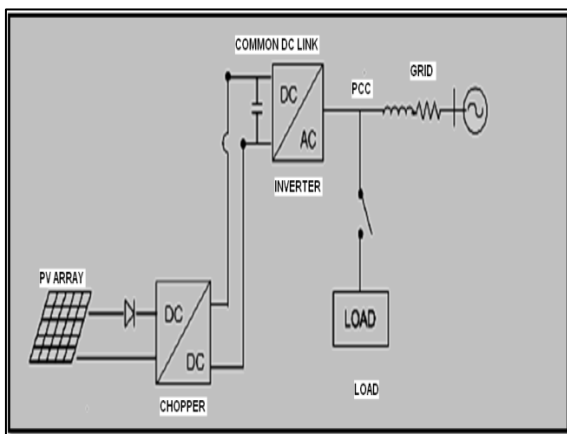 COMMON DC LINK
GRID
PCC
DC
AC
INVERTER
PV ARRAY
DC
DC
CHOPPER
LOAD
LOAD